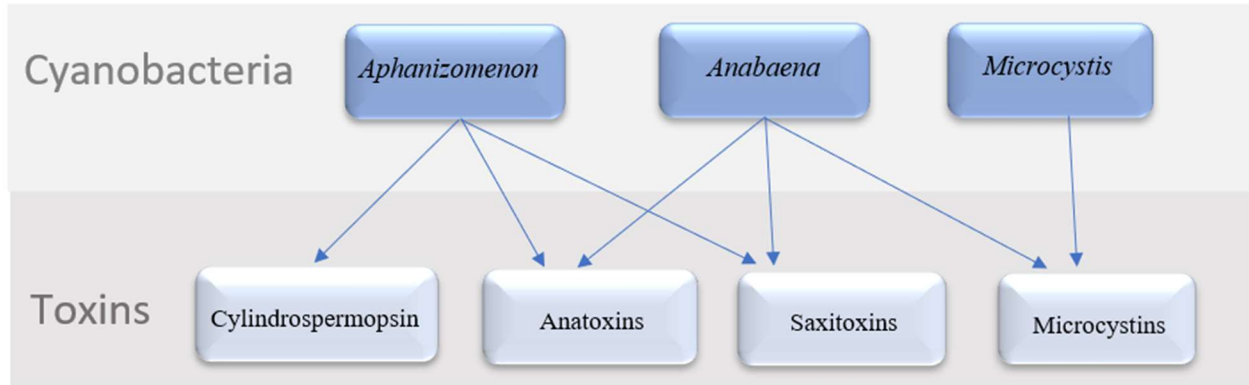 Cyanobacteria
Aphanizomenon
Anabaena
Microcystis
Toxins
Cylindrospermopsin
Anatoxins
Saxitoxins
Microcystins